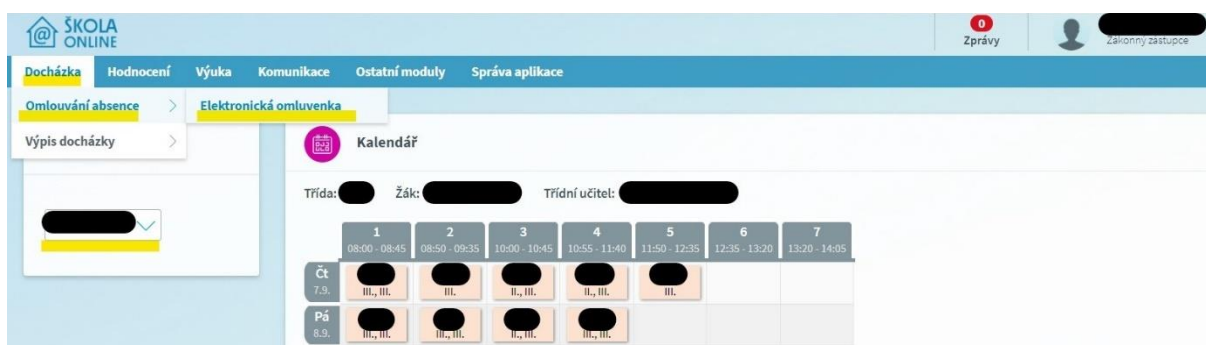 ŠKOLA
ONLINE
0
Zprávy
Zákonný zástupce
Docházka Hodnocení Výuka Komunikace Ostatní moduly Správa aplikace
Omlouvání absence Elektronická omluvenka
Výpis docházky
Kalendář
Třída: Žák: Třídní učitel:
1 2 3 4 5 6 7
08:00 - 08:45 08:50 - 09:35 10:00 - 10:45 10:55 - 11:40 11:50 - 12:35 12:35 - 13:20 13:20 - 14:05
Čt
7.9. III., III. III. II., III. II., III. III.
Pá
8.9. III., III. III., III. II., III. III., III.